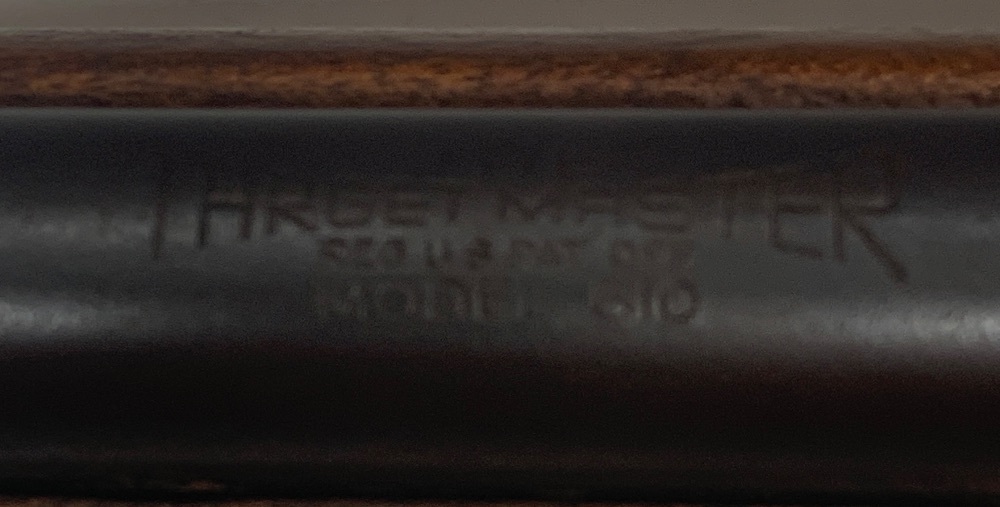 TARGETMASTER
REG U.S. PAT. OFF.
MODEL 510